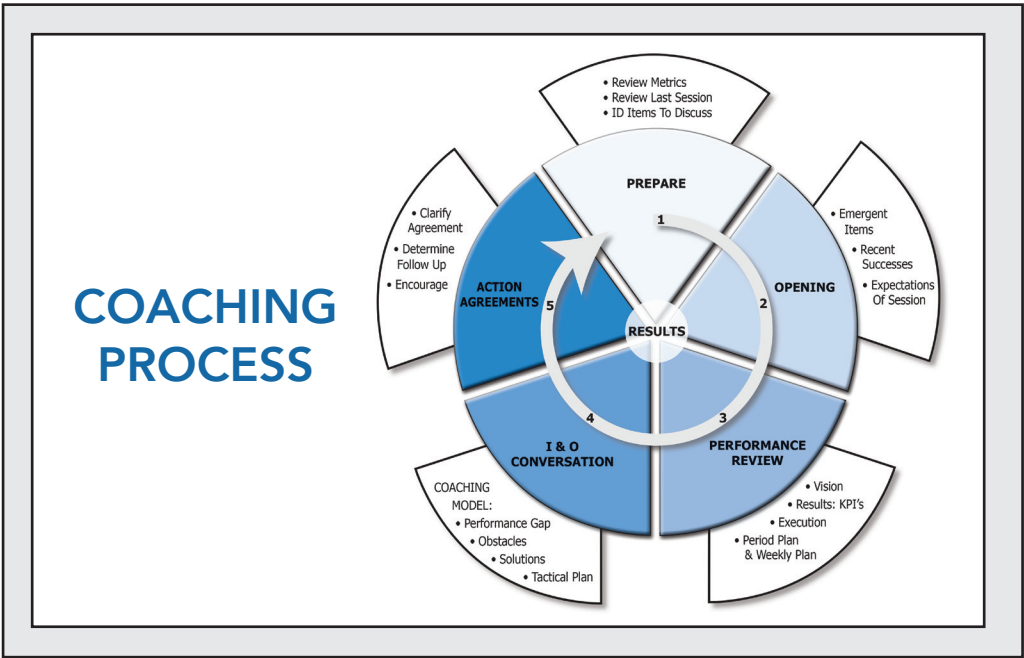 COACHING
PROCESS
• Review Metrics
• Review Last Session
• ID Items To Discuss
PREPARE
1
• Emergent
Items
• Recent
Successes
• Expectations
Of Session
OPENING
2
• Vision
• Results: KPI's
• Execution
• Period Plan
& Weekly Plan
PERFORMANCE
REVIEW
3
COACHING
MODEL:
• Performance Gap
• Obstacles
• Solutions
• Tactical Plan
I & O
CONVERSATION
4
• Clarify
Agreement
• Determine
Follow Up
• Encourage
ACTION
AGREEMENTS
5
RESULTS